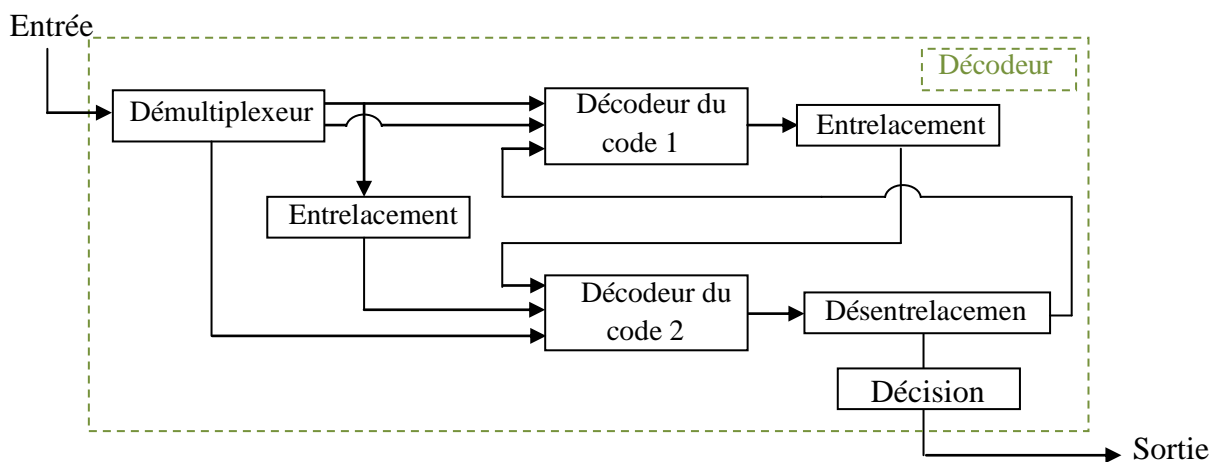 Entrée
Décodeur
Démultiplexeur
Décodeur du
code 1
Entrelacement
Entrelacement
Décodeur du
code 2
Désentrelacemen
Décision
Sortie